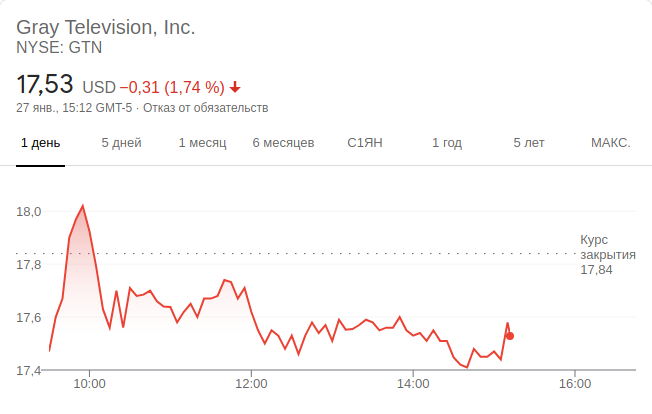 Gray Television, Inc.
NYSE: GTN
17,53 USD −0,31 (1,74 %)
27 янв., 15:12 GMT-5 · Отказ от обязательств
1 день 5 дней 1 месяц 6 месяцев С1ЯН 1 год 5 лет МАКС.
18,0
Курс
закрытия
17,84
17,8
17,6
17,4
10:00 12:00 14:00 16:00